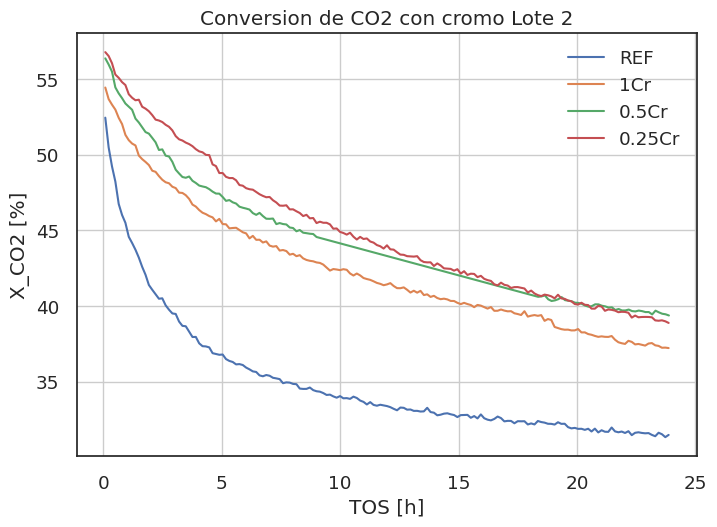 Conversion de CO2 con cromo Lote 2
REF
1Cr
0.5Cr
0.25Cr
X_CO2 [%]
55
50
45
40
35
0 5 10 15 20 25
TOS [h]